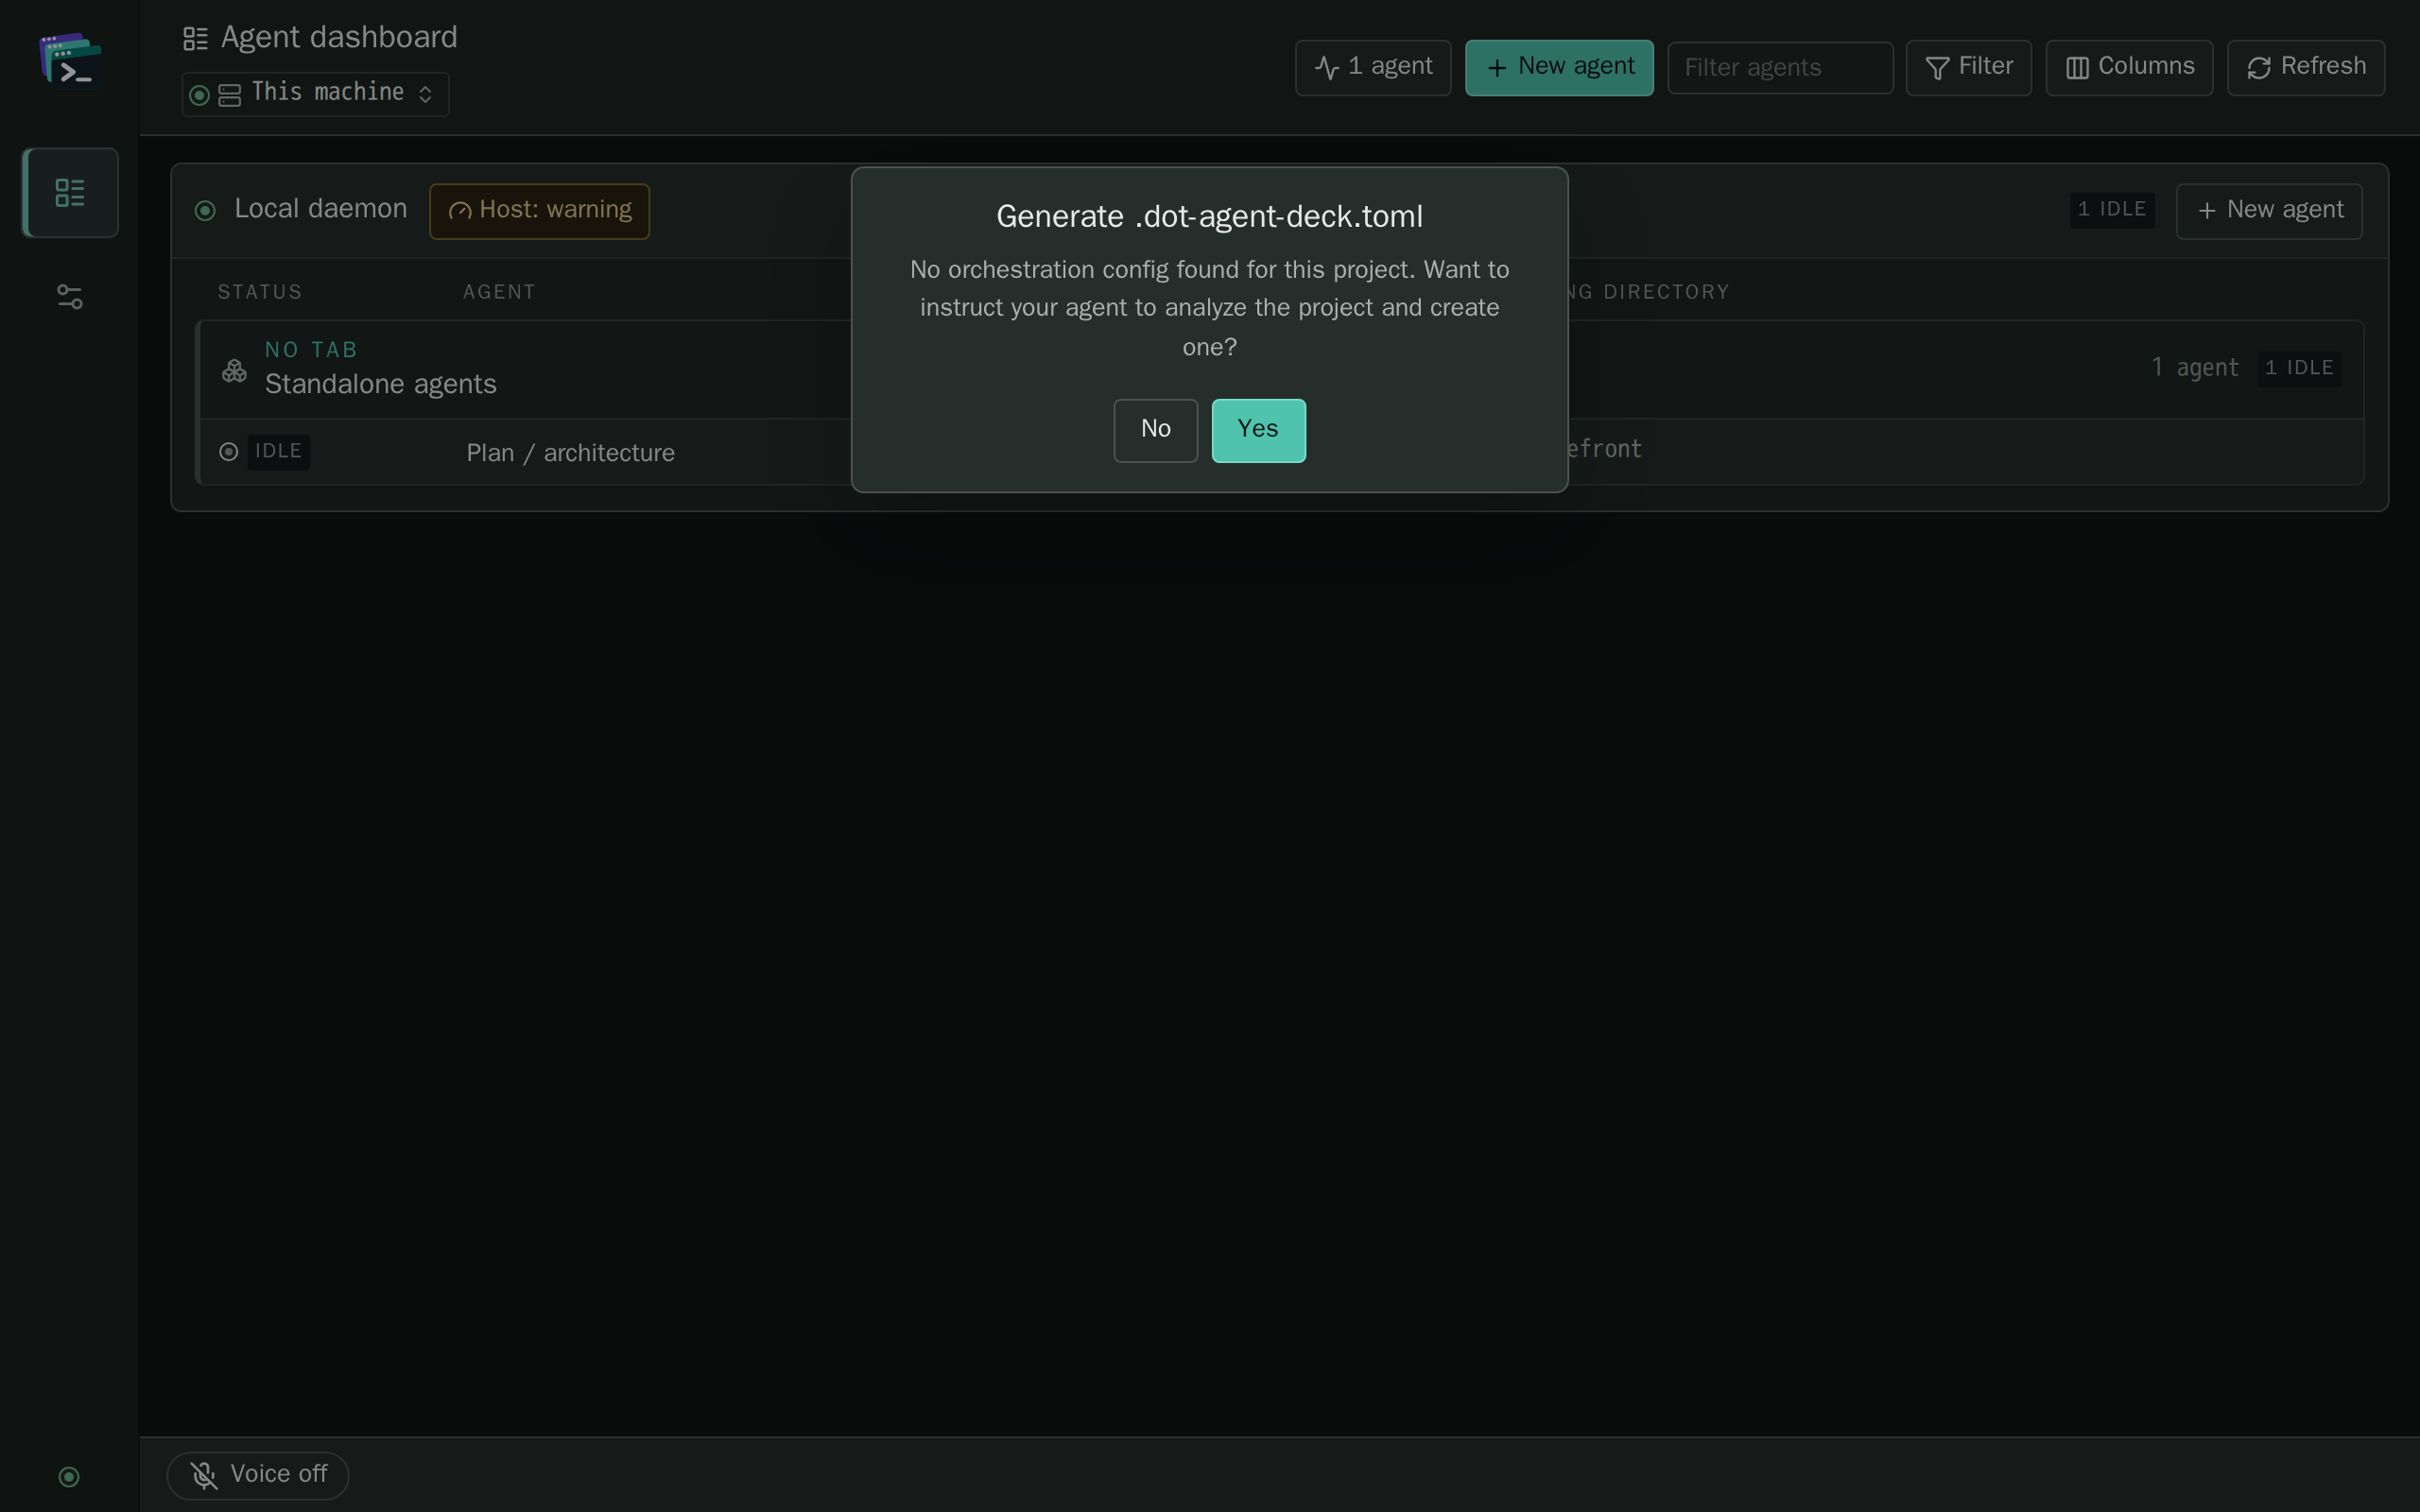 Agent dashboard
This machine
1 agent
New agent
Filter agents
Filter
Columns
Refresh
Local daemon
Host: warning
1 IDLE
New agent
Generate .dot-agent-deck.toml
No orchestration config found for this project. Want to
instruct your agent to analyze the project and create
one?
No
Yes
STATUS
AGENT
NG DIRECTORY
NO TAB
Standalone agents
1 agent
1 IDLE
IDLE
Plan / architecture
efront
Voice off